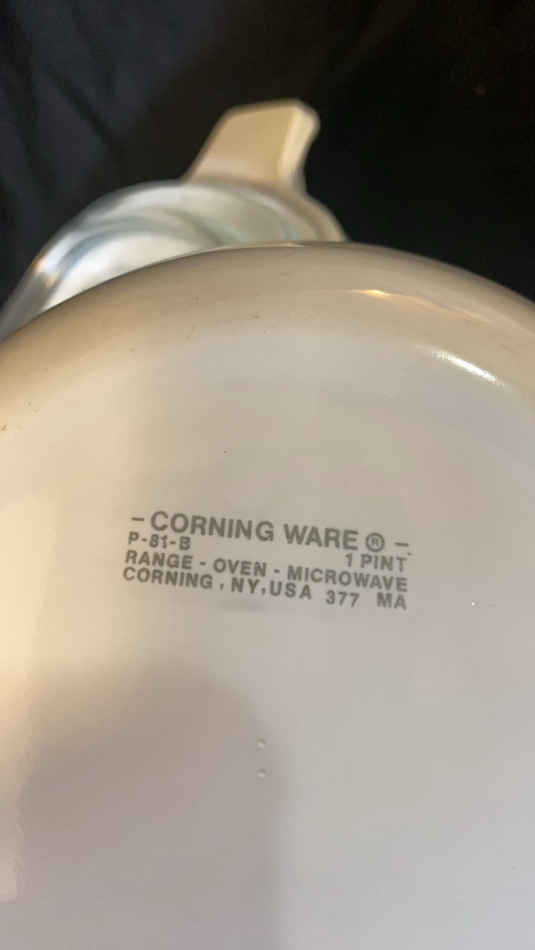 - CORNING WARE ® -
P-81-B 1 PINT
RANGE - OVEN - MICROWAVE
CORNING, NY, USA 377 MA